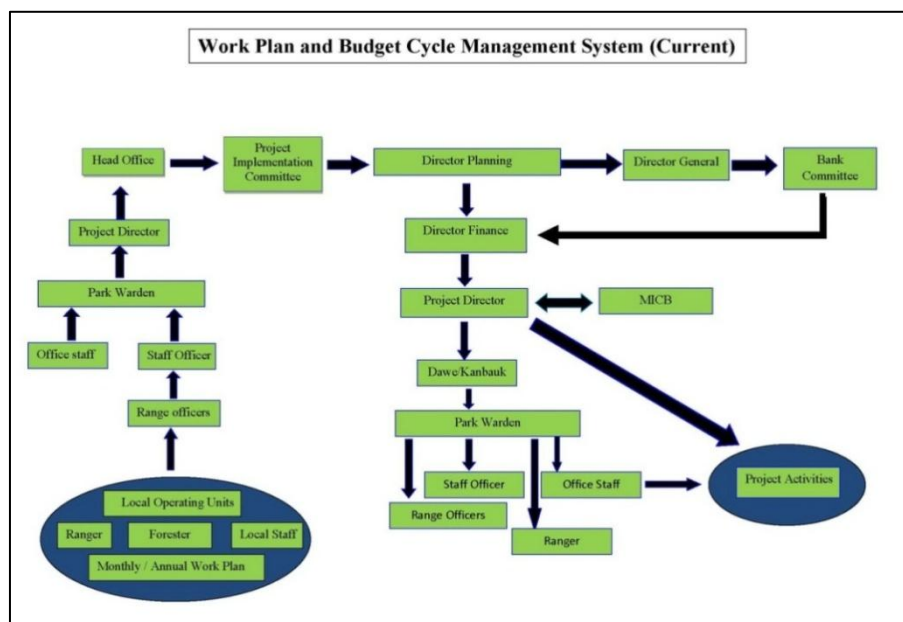 Work Plan and Budget Cycle Management System (Current)
Head Office
Project
Implementation
Committee
Director Planning
Director General
Bank
Committee
Project Director
Director Finance
Park Warden
Project Director
MICB
Office staff
Staff Officer
Dawe/Kanbauk
Range officers
Park Warden
Local Operating Units
Ranger
Forester
Local Staff
Monthly / Annual Work Plan
Staff Officer
Office Staff
Range Officers
Ranger
Project Activities